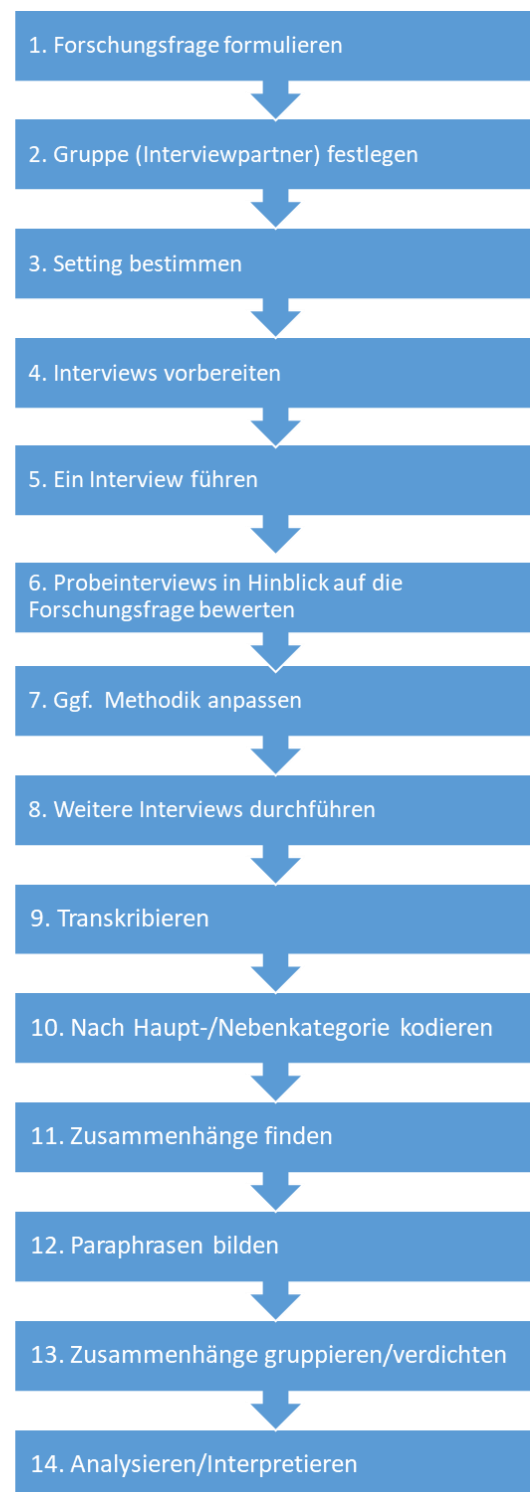 1. Forschungsfrage formulieren
2. Gruppe (Interviewpartner) festlegen
3. Setting bestimmen
4. Interviews vorbereiten
5. Ein Interview führen
6. Probeinterviews in Hinblick auf die
Forschungsfrage bewerten
7. Ggf. Methodik anpassen
8. Weitere Interviews durchführen
9. Transkribieren
10. Nach Haupt-/Nebenkategorie kodieren
11. Zusammenhänge finden
12. Paraphrasen bilden
13. Zusammenhänge gruppieren/verdichten
14. Analysieren/Interpretieren